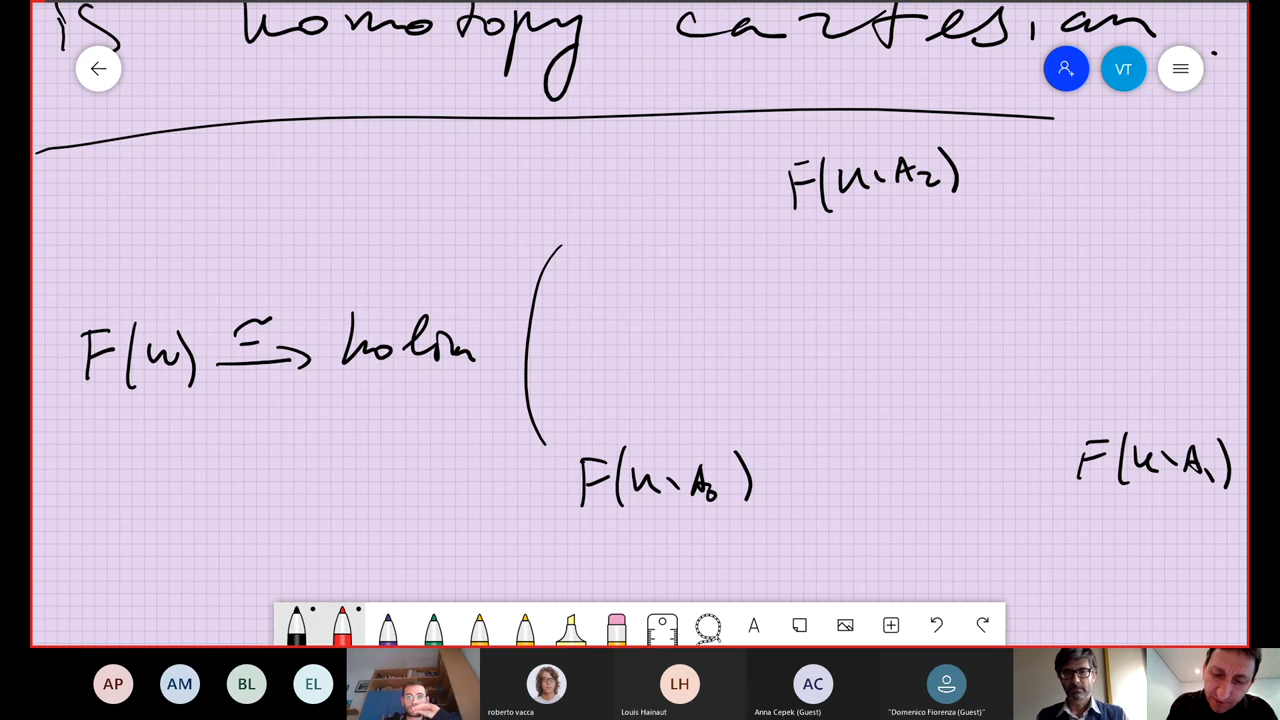 is homotopy cartesian.
VT
F(U∖A₂)
F(U) ≃→ holim (
F(U∖A₀)
F(U∖A₁)
A
AP
AM
BL
EL
LH
AC
roberto vacca
Louis Hainaut
Anna Cepek (Guest)
"Domenico Fiorenza (Guest)"